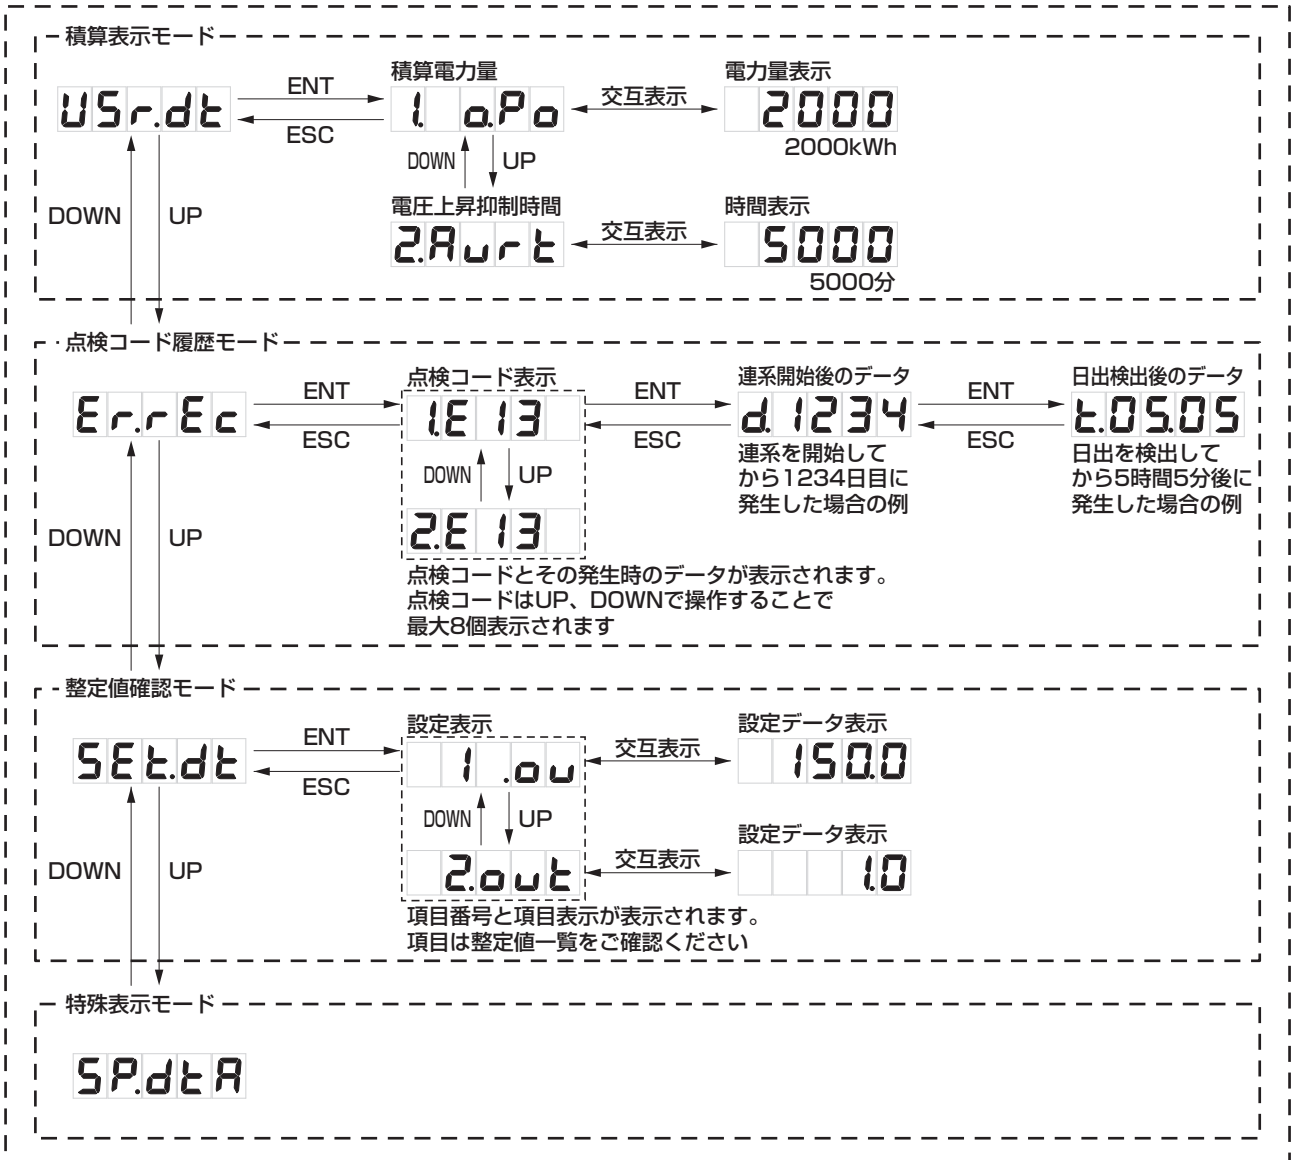 積算表示モード
積算電力量
電力量表示
USr.dt
ENT
ESC
1. o.Po
交互表示
2000
2000kWh
DOWN
UP
DOWN
UP
電圧上昇抑制時間
時間表示
2.Aurt
交互表示
5000
5000分
点検コード履歴モード
点検コード表示
連系開始後のデータ
日出検出後のデータ
Er.rEc
ENT
ESC
1.E 13
ENT
ESC
d.1234
ENT
ESC
t.05.05
連系を開始して
から1234日目に
発生した場合の例
日出を検出して
から5時間5分後に
発生した場合の例
DOWN
UP
2.E 13
DOWN
UP
点検コードとその発生時のデータが表示されます。
点検コードはUP、DOWNで操作することで
最大8個表示されます
整定値確認モード
設定表示
設定データ表示
SEt.dt
ENT
ESC
1 .ou
交互表示
150.0
DOWN
UP
設定データ表示
DOWN
UP
2.out
交互表示
1.0
項目番号と項目表示が表示されます。
項目は整定値一覧をご確認ください
特殊表示モード
SP.dtA